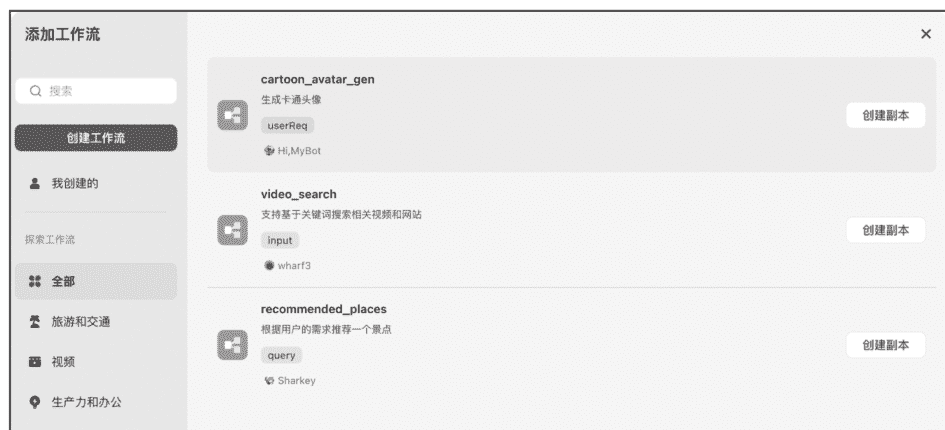 添加工作流
搜索
创建工作流
我创建的
探索工作流
全部
旅游和交通
视频
生产力和办公
cartoon_avatar_gen
生成卡通头像
userReq
Hi,MyBot
创建副本
video_search
支持基于关键词搜索相关视频和网站
input
wharf3
创建副本
recommended_places
根据用户的需求推荐一个景点
query
Sharkey
创建副本